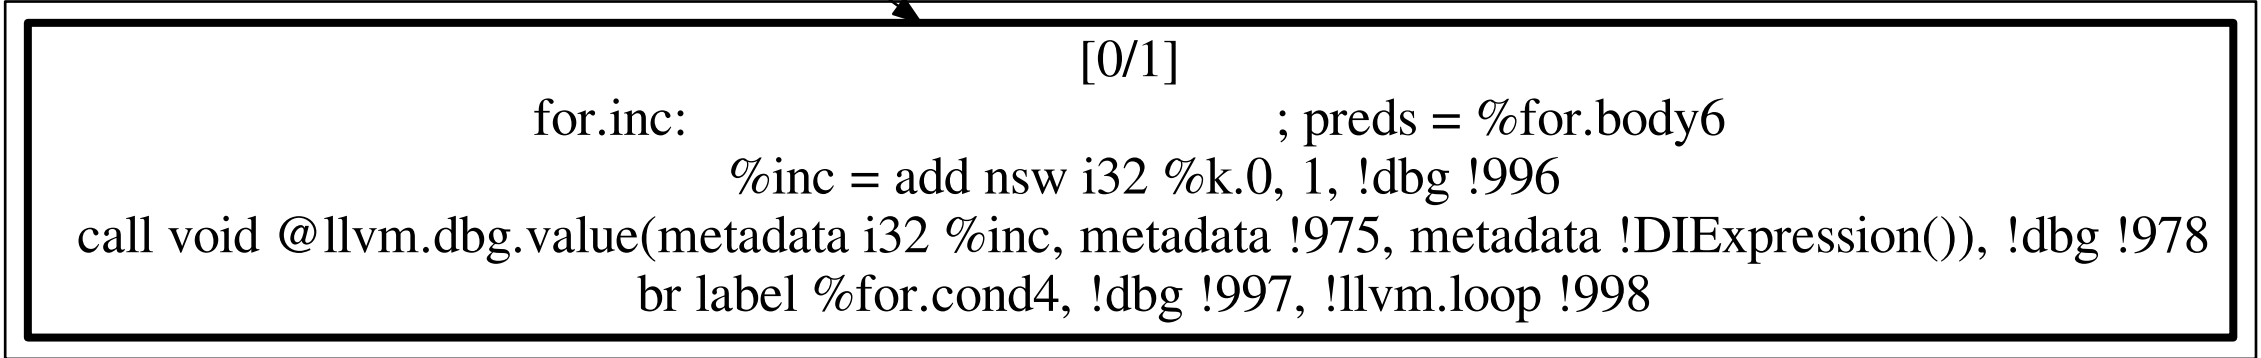 [0/1]
for.inc: ; preds = %for.body6
%inc = add nsw i32 %k.0, 1, !dbg !996
call void @llvm.dbg.value(metadata i32 %inc, metadata !975, metadata !DIExpression()), !dbg !978
br label %for.cond4, !dbg !997, !llvm.loop !998